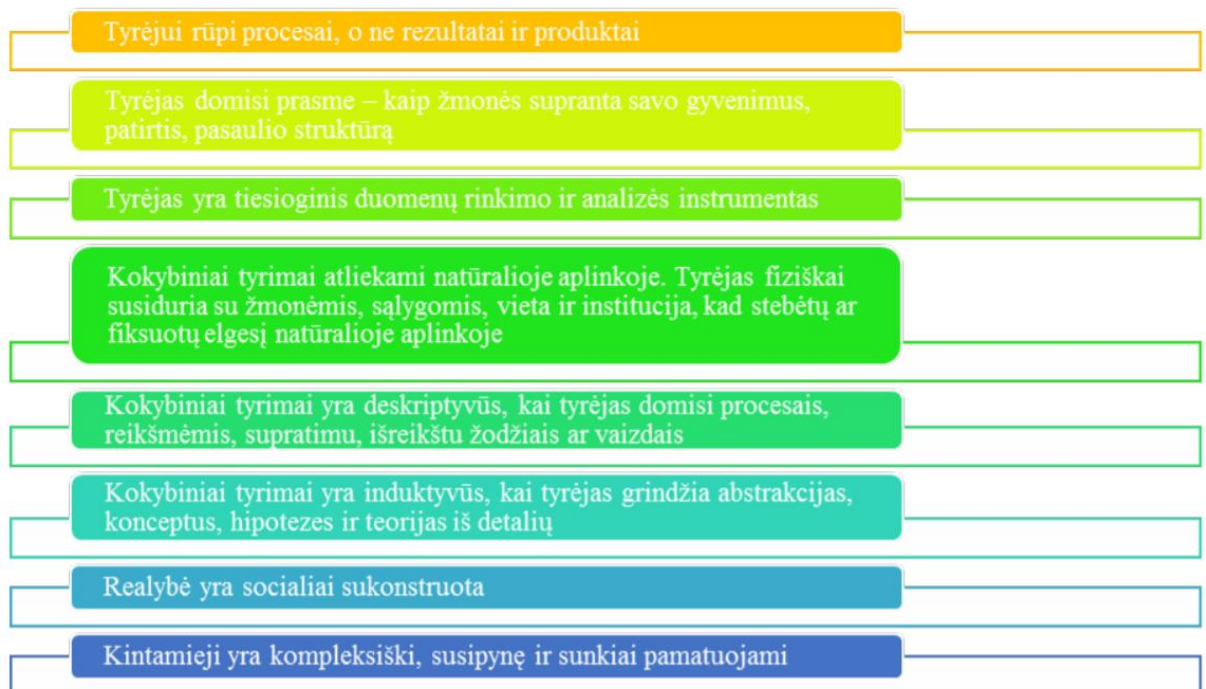 Tyrėjui rūpi procesai, o ne rezultatai ir produktai
Tyrėjas domisi prasme – kaip žmonės supranta savo gyvenimus,
patirtis, pasaulio struktūrą
Tyrėjas yra tiesioginis duomenų rinkimo ir analizės instrumentas
Kokybiniai tyrimai atliekami natūralioje aplinkoje. Tyrėjas fiziškai
susiduria su žmonėmis, sąlygomis, vieta ir institucija, kad stebėtų ar
fiksuotų elgesį natūralioje aplinkoje
Kokybiniai tyrimai yra deskriptyvūs, kai tyrėjas domisi procesais,
reikšmėmis, supratimu, išreikštu žodžiais ar vaizdais
Kokybiniai tyrimai yra induktyvūs, kai tyrėjas grindžia abstrakcijas,
konceptus, hipotezes ir teorijas iš detalių
Realybė yra socialiai sukonstruota
Kintamieji yra kompleksiški, susipynę ir sunkiai pamatuojami